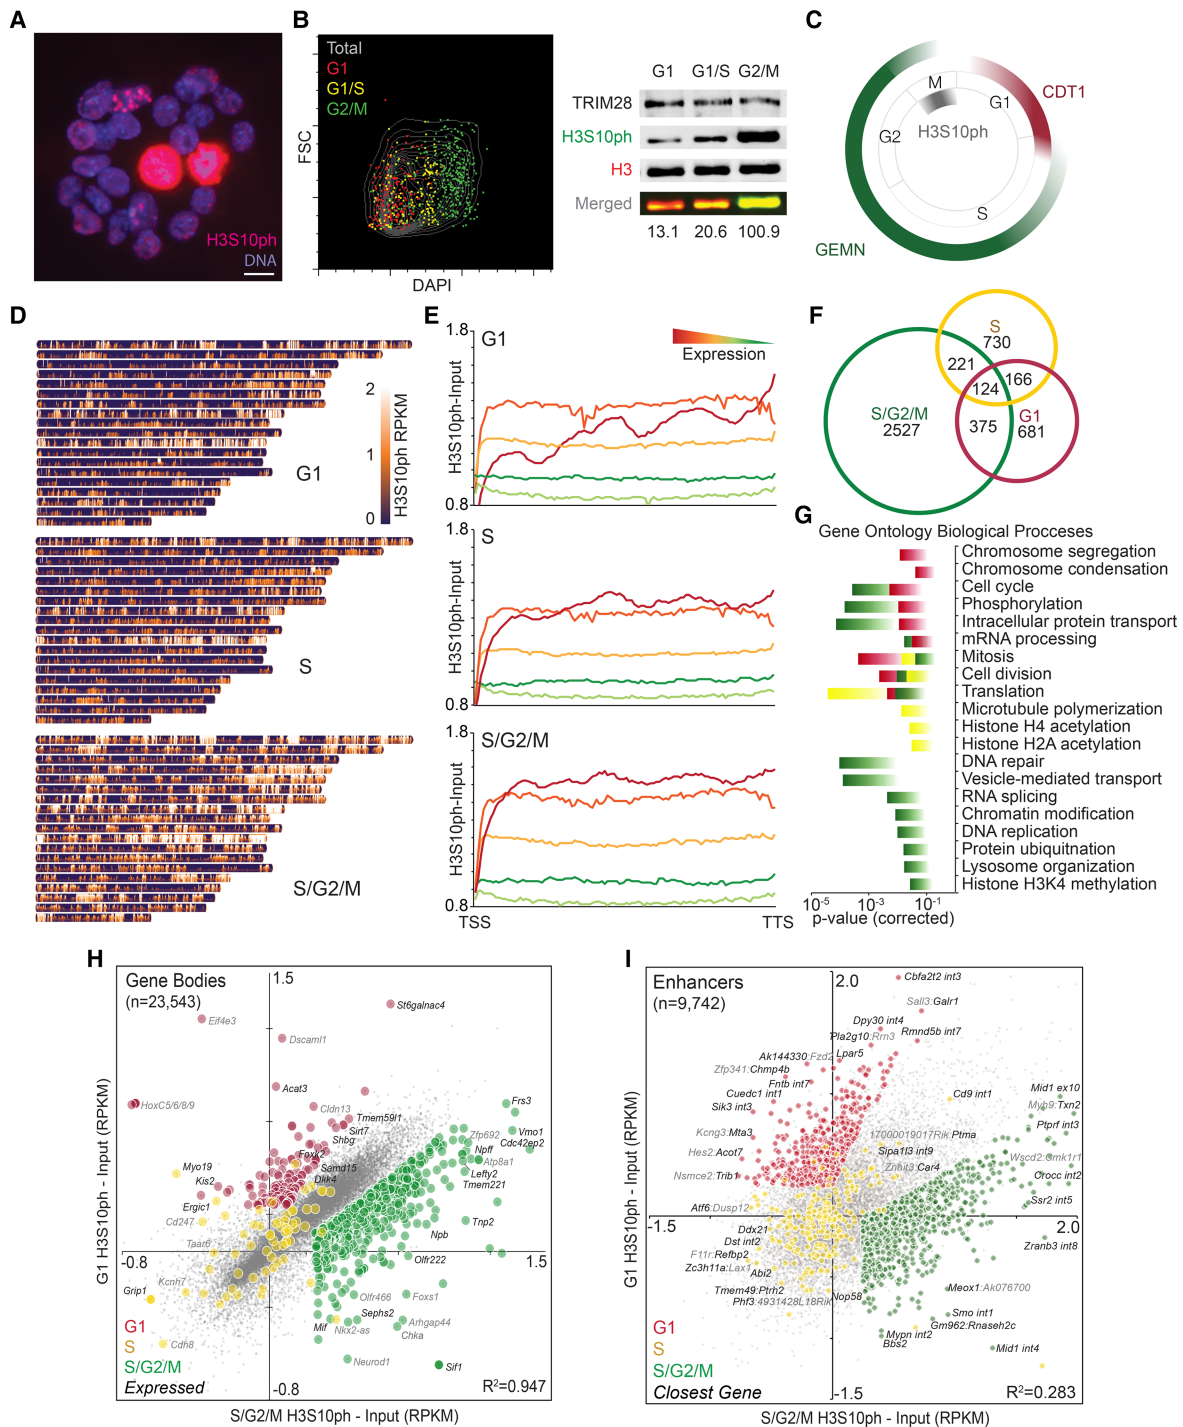 A
H3S10ph
DNA
B
Total
G1
G1/S
G2/M
FSC
DAPI
G1 G1/S G2/M
TRIM28
H3S10ph
H3
Merged
13.1 20.6 100.9
C
M
G1
CDT1
H3S10ph
G2
S
GEMN
D
2
1
0
H3S10ph RPKM
G1
S
S/G2/M
E
1.8
G1
Expression
H3S10ph-Input
0.8
1.8
S
H3S10ph-Input
0.8
1.8
S/G2/M
H3S10ph-Input
0.8
TSS TTS
F
S
730
221
166
124
S/G2/M
2527
375
G1
681
G
Gene Ontology Biological Procceses
Chromosome segregation
Chromosome condensation
Cell cycle
Phosphorylation
Intracellular protein transport
mRNA processing
Mitosis
Cell division
Translation
Microtubule polymerization
Histone H4 acetylation
Histone H2A acetylation
DNA repair
Vesicle-mediated transport
RNA splicing
Chromatin modification
DNA replication
Protein ubiquitnation
Lysosome organization
Histone H3K4 methylation
10-5 10-3 10-1
p-value (corrected)
H
Gene Bodies
(n=23,543)
1.5
St6galnac4
Eif4e3
Dscaml1
Acat3
HoxC5/6/8/9
Cldn13
Tmem59l1
Sirt7
Shbg
Frs3
Vmo1
Zfp692
Cdc42ep2
Npff
Foxk2
Atp8a1
Samd15
Lefty2
Dkk4
Tmem221
Myo19
Kis2
Ergic1
Cd247
Tnp2
Npb
Taar6
Olfr222
-0.8
1.5
Kcnh7
Grip1
Olfr466
Foxs1
Sephs2
Mif
Nkx2-as
Arhgap44
Chka
Cdh8
Neurod1
Sif1
G1
S
S/G2/M
Expressed
-0.8
R2=0.947
G1 H3S10ph - Input (RPKM)
S/G2/M H3S10ph - Input (RPKM)
I
Enhancers
(n=9,742)
2.0
Cbfa2t2 int3
Sall3:Galr1
Dpy30 int4
Pla2g10:Rrn3
Rmnd5b int7
Ak144330:Fzd2
Lpar5
Zfp341:Chmp4b
Fntb int7
Cuedc1 int1
Sik3 int3
Cd9 int1
Mid1 ex10
Myh9:Txn2
Ptprf int3
Kcng3:Mta3
17000019017Rik:Ptma
Hes2:Acot7
Sipa1l3 int9
Wscd2:Cmk1r1
Znhit3:Car4
Nsmce2:Trib1
Crocc int2
Atf6:Dusp12
Ssr2 int5
-1.5
2.0
Ddx21
Dst int2
Zranb3 int8
F11r:Refbp2
Zc3h11a:Lax1
Abi2
Meox1:Ak076700
Tmem49:Ptrh2
Nop58
Phf3:4931428L18Rik
Smo int1
Gm962:Rnaseh2c
Mypn int2
Bbs2
Mid1 int4
G1
S
S/G2/M
Closest Gene
-1.5
R2=0.283
G1 H3S10ph - Input (RPKM)
S/G2/M H3S10ph - Input (RPKM)